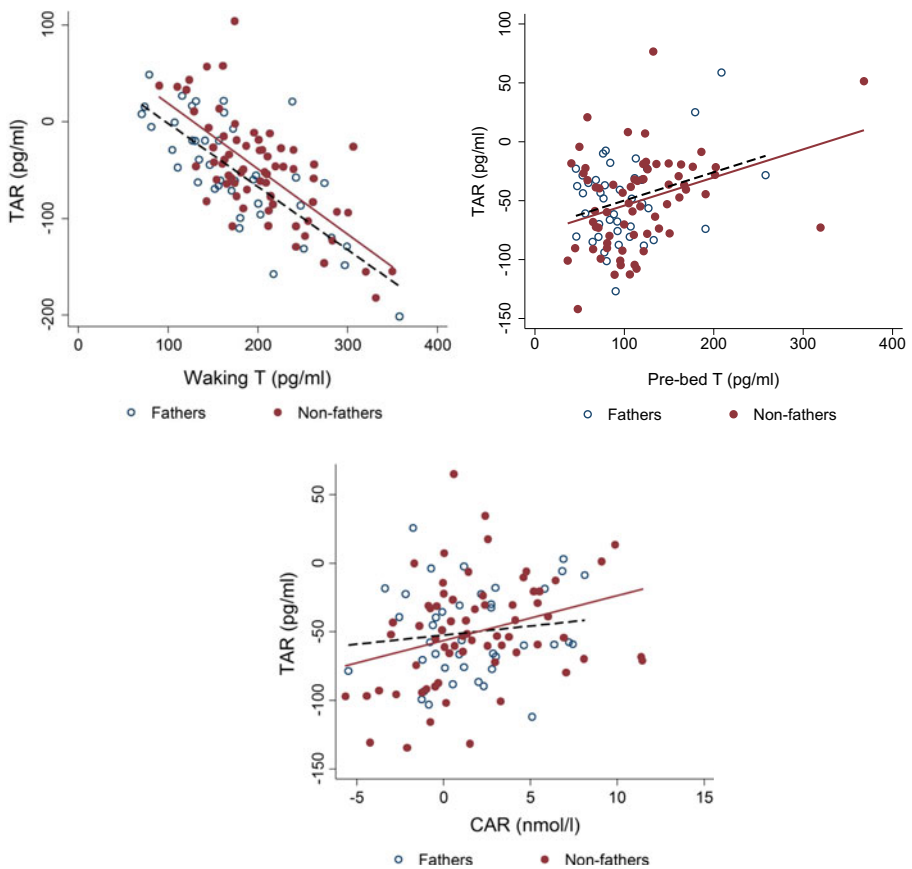 100
0
-100
-200
TAR (pg/ml)
0 100 200 300 400
Waking T (pg/ml)
Fathers Non-fathers
100
50
0
-50
-100
-150
TAR (pg/ml)
0 100 200 300 400
Pre-bed T (pg/ml)
Fathers Non-fathers
50
0
-50
-100
-150
TAR (pg/ml)
-5 0 5 10 15
CAR (nmol/l)
Fathers Non-fathers